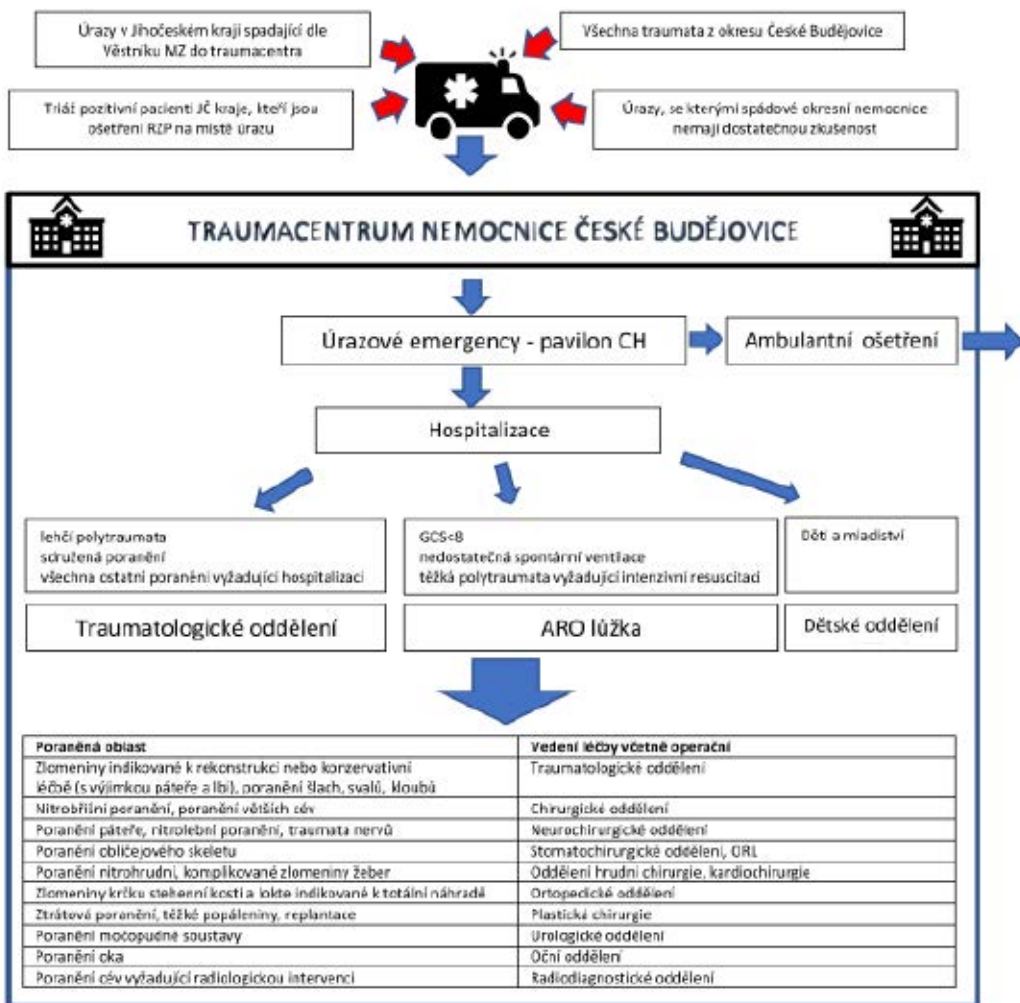 Úrazy v Jihočeském kraji spadající dle
Věstníku MZ do traumacentra
Všechna traumata z okresu České Budějovice
Triáž pozitivní pacienti JČ kraje, kteří jsou
ošetření RZP na místě úrazu
Úrazy, se kterými spádové okresní nemocnice
nemají dostatečnou zkušenost
TRAUMACENTRUM NEMOCNICE ČESKÉ BUDĚJOVICE
Úrazové emergency - pavilon CH
Ambulantní ošetření
Hospitalizace
lehčí polytraumata
sdružená poranění
všechna ostatní poranění vyžadující hospitalizaci
GCS<8
nedostatečná spontánní ventilace
těžká polytraumata vyžadující intenzivní resuscitaci
Děti a mladiství
Traumatologické oddělení
ARO lůžka
Dětské oddělení
Poraněná oblast Vedení léčby včetně operační
Zlomeniny indikované k rekonstrukci nebo konzervativní Traumatologické oddělení
léčbě (s výjimkou páteře a lbi), poranění šlach, svalů, kloubů
Nitrobřišní poranění, poranění větších cév Chirurgické oddělení
Poranění páteře, nitrolební poranění, traumata nervů Neurochirurgické oddělení
Poranění obličejového skeletu Stomatochirurgické oddělení, ORL
Poranění nitrohrudní, komplikované zlomeniny žeber Oddělení hrudní chirurgie, kardiochirurgie
Zlomeniny krčku stehenní kosti a lokte indikované k totální náhradě Ortopedické oddělení
Ztrátová poranění, těžké popáleniny, replantace Plastická chirurgie
Poranění močopudné soustavy Urologické oddělení
Poranění oka Oční oddělení
Poranění cév vyžadující radiologickou intervenci Radiodiagnostické oddělení